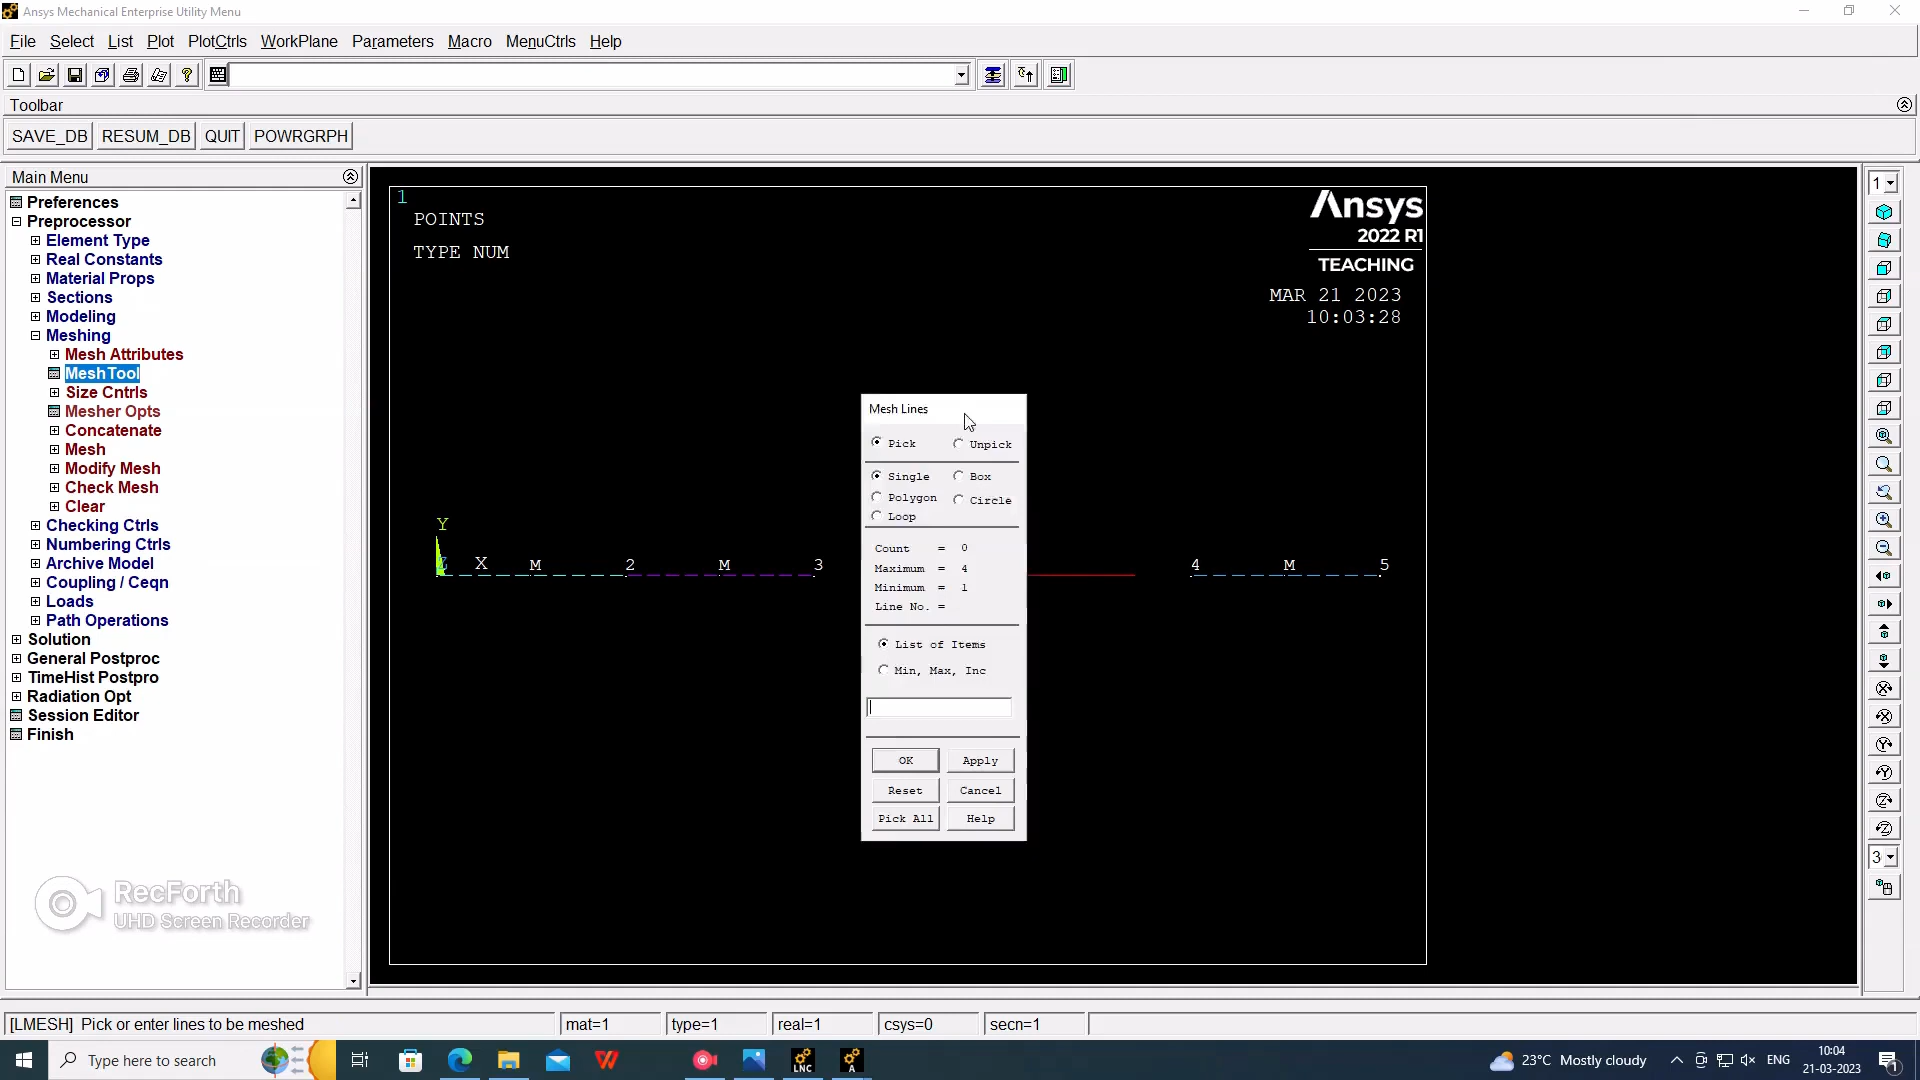 Ansys Mechanical Enterprise Utility Menu
File Select List Plot PlotCtrls WorkPlane Parameters Macro MenuCtrls Help
Toolbar
SAVE_DB RESUM_DB QUIT POWRGRPH
Main Menu
Preferences
Preprocessor
Element Type
Real Constants
Material Props
Sections
Modeling
Meshing
Mesh Attributes
MeshTool
Size Cntrls
Mesher Opts
Concatenate
Mesh
Modify Mesh
Check Mesh
Clear
Checking Ctrls
Numbering Ctrls
Archive Model
Coupling / Ceqn
Loads
Path Operations
Solution
General Postproc
TimeHist Postpro
Radiation Opt
Session Editor
Finish
RecForth
UHD Screen Recorder
1
POINTS
TYPE NUM
Ansys
2022 R1
TEACHING
MAR 21 2023
10:03:28
Y
Z X M 2 M 3 4 M 5
Mesh Lines
Pick Unpick
Single Box
Polygon Circle
Loop
Count = 0
Maximum = 4
Minimum = 1
Line No. =
List of Items
Min, Max, Inc
OK Apply
Reset Cancel
Pick All Help
1
3
[LMESH] Pick or enter lines to be meshed
mat=1 type=1 real=1 csys=0 secn=1
Type here to search
LNC
A
23°C Mostly cloudy
ENG
10:04
21-03-2023
1